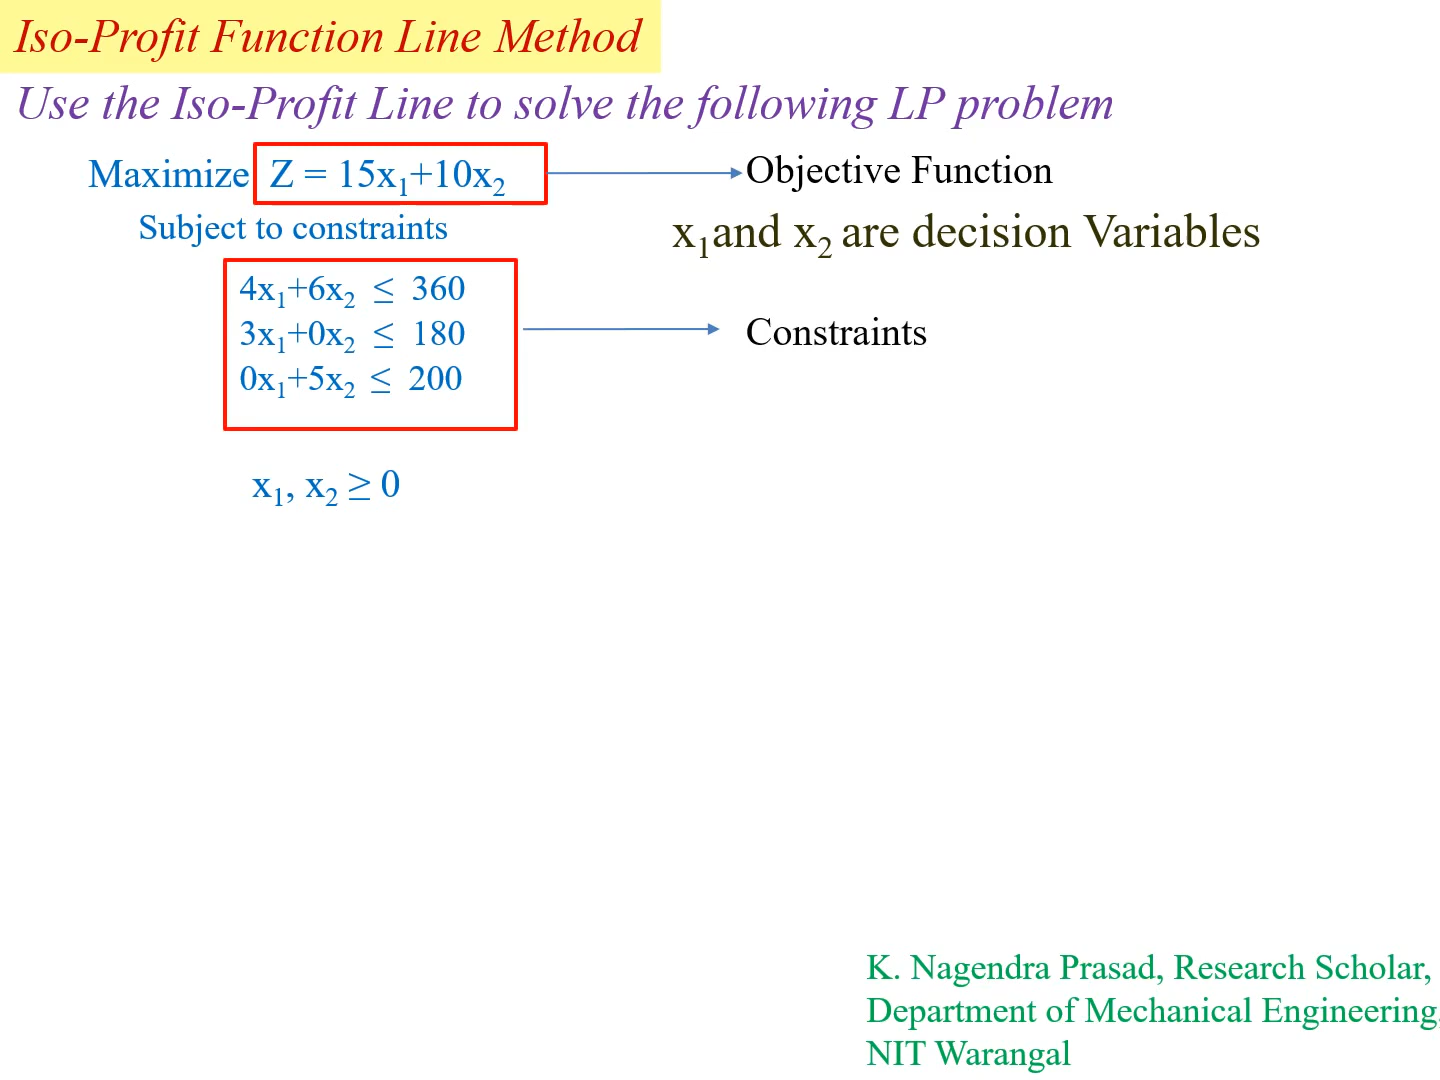 Iso-Profit Function Line Method
Use the Iso-Profit Line to solve the following LP problem
Maximize Z = 15x₁+10x₂
Objective Function
Subject to constraints
x₁and x₂ are decision Variables
4x₁+6x₂ ≤ 360
3x₁+0x₂ ≤ 180
0x₁+5x₂ ≤ 200
Constraints
x₁, x₂ ≥ 0
K. Nagendra Prasad, Research Scholar,
Department of Mechanical Engineering,
NIT Warangal